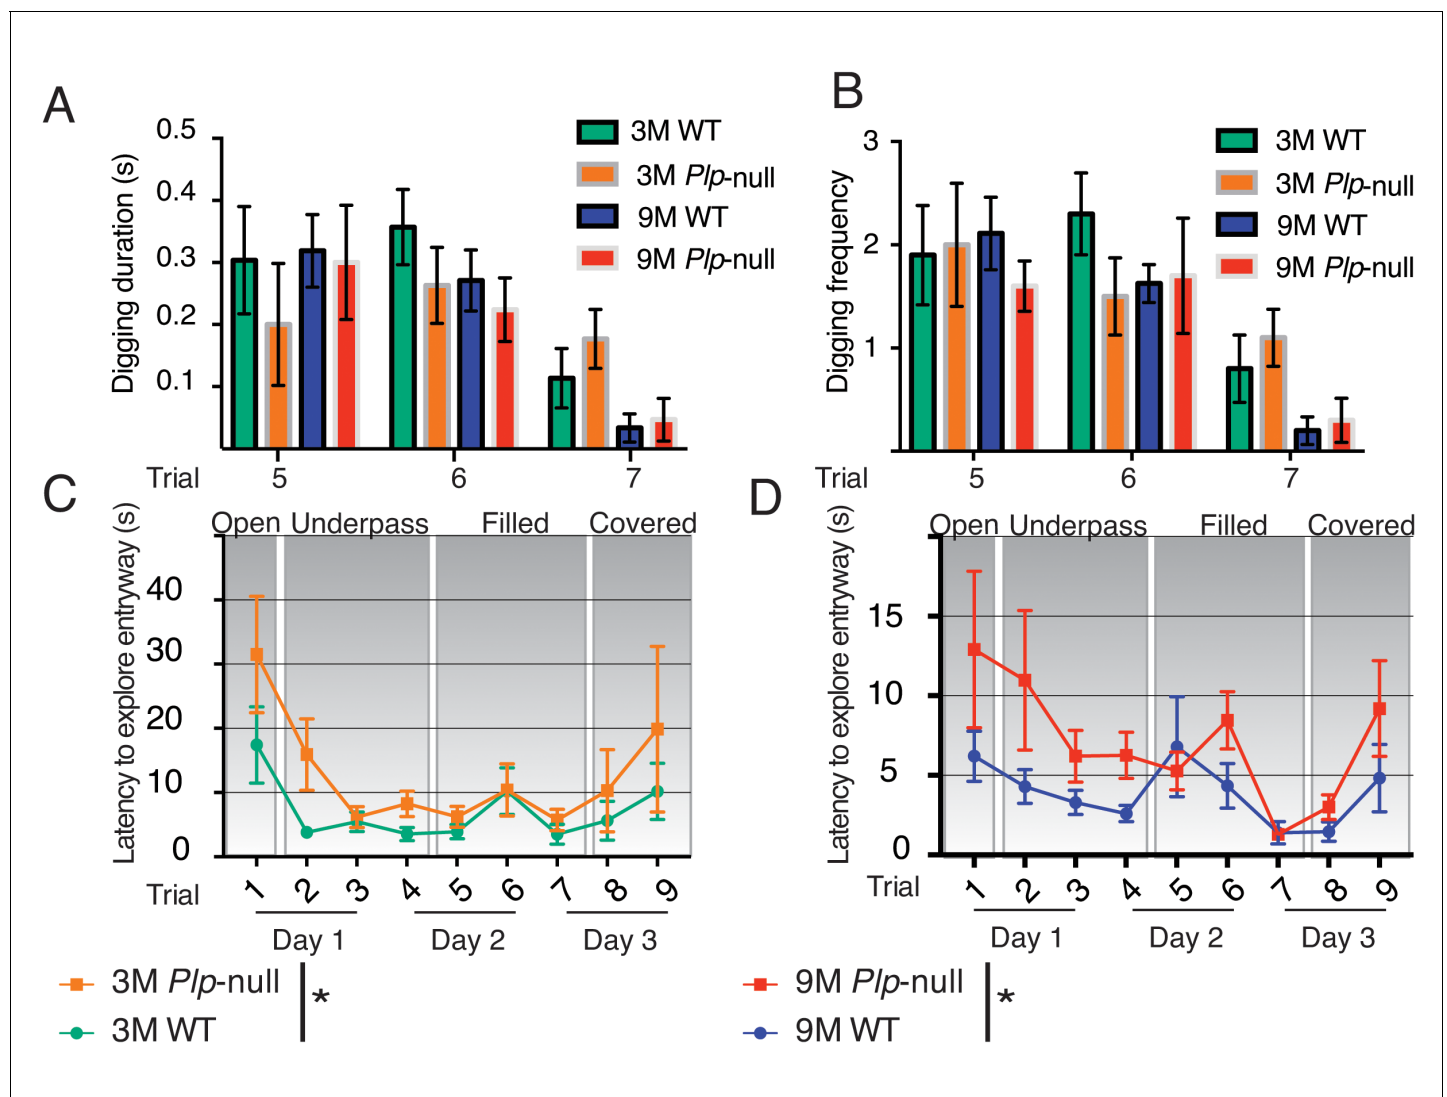 A
Digging duration (s)
0.5
0.4
0.3
0.2
0.1
3M WT
3M Plp-null
9M WT
9M Plp-null
Trial
5
6
7
B
Digging frequency
3
2
1
3M WT
3M Plp-null
9M WT
9M Plp-null
Trial
5
6
7
C
Latency to explore entryway (s)
Open Underpass Filled Covered
40
30
20
10
0
Trial
1 2 3 4 5 6 7 8 9
Day 1 Day 2 Day 3
3M Plp-null
3M WT
*
D
Latency to explore entryway (s)
Open Underpass Filled Covered
15
10
5
0
Trial
1 2 3 4 5 6 7 8 9
Day 1 Day 2 Day 3
9M Plp-null
9M WT
*